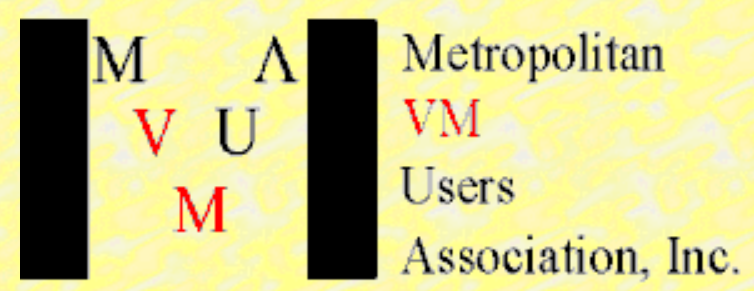 M Λ
V U
M
Metropolitan
VM
Users
Association, Inc.